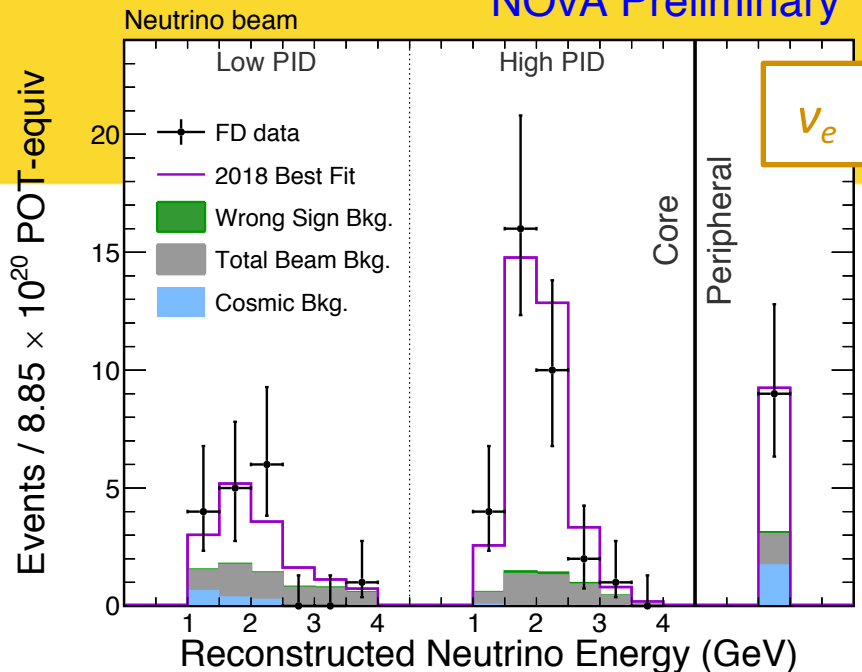 NOvA Preliminary
Neutrino beam
Low PID
High PID
ν_e
FD data
2018 Best Fit
Wrong Sign Bkg.
Total Beam Bkg.
Cosmic Bkg.
Core
Peripheral
Events / 8.85 × 10²⁰ POT-equiv
20
15
10
5
0
1 2 3 4 1 2 3 4
Reconstructed Neutrino Energy (GeV)